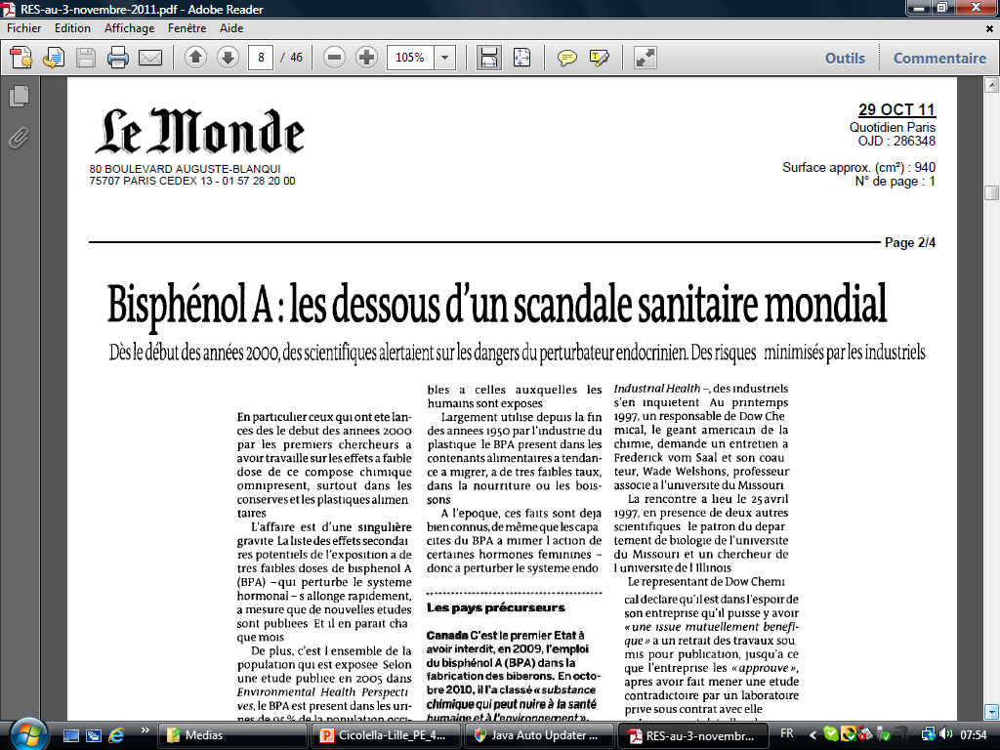 RES-au-3-novembre-2011.pdf - Adobe Reader
Fichier Edition Affichage Fenêtre Aide
8 / 46 105% Outils Commentaire
Le Monde
80 BOULEVARD AUGUSTE-BLANQUI
75707 PARIS CEDEX 13 - 01 57 28 20 00
29 OCT 11
Quotidien Paris
OJD : 286348
Surface approx. (cm²) : 940
N° de page : 1
Page 2/4
Bisphénol A : les dessous d'un scandale sanitaire mondial
Dès le début des années 2000, des scientifiques alertaient sur les dangers du perturbateur endocrinien. Des risques minimisés par les industriels
En particulier ceux qui ont ete lan-
ces des le debut des annees 2000
par les premiers chercheurs a
avoir travaille sur les effets a faible
dose de ce compose chimique
omnipresent, surtout dans les
conserves et les plastiques alimen
taires
L'affaire est d'une singulière
gravite La liste des effets secondai
res potentiels de l'exposition a de
tres faibles doses de bisphenol A
(BPA) – qui perturbe le systeme
hormonal – s allonge rapidement,
a mesure que de nouvelles etudes
sont publiees Et il en parait cha
que mois
De plus, c'est l ensemble de la
population qui est exposee Selon
une etude publiee en 2005 dans
Environmental Health Perspecti
ves, le BPA est present dans les uri-
nes de 95 % de la population occi-
bles a celles auxquelles les
humains sont exposes
Largement utilise depuis la fin
des annees 1950 par l'industrie du
plastique le BPA present dans les
contenants alimentaires a tendan-
ce a migrer, a de tres faibles taux,
dans la nourriture ou les bois-
sons
A l'epoque, ces faits sont deja
bien connus, de même que les capa
cites du BPA a mimer l action de
certaines hormones feminines –
donc a perturber le systeme endo
Les pays précurseurs
Canada C'est le premier Etat à
avoir interdit, en 2009, l'emploi
du bisphénol A (BPA) dans la
fabrication des biberons. En octo-
bre 2010, il l'a classé « substance
chimique qui peut nuire à la santé
humaine et à l'environnement ».
Industrial Health –, des industriels
s'en inquietent Au printemps
1997, un responsable de Dow Che
mical, le geant americain de la
chimie, demande un entretien a
Frederick vom Saal et son coau
teur, Wade Welshons, professeur
associe a l'universite du Missouri
La rencontre a lieu le 25 avril
1997, en presence de deux autres
scientifiques le patron du depar
tement de biologie de l'universite
du Missouri et un chercheur de
l universite de l Illinois
Le representant de Dow Chemi
cal declare qu'il est dans l'espoir de
son entreprise qu'il puisse y avoir
« une issue mutuellement benefi-
que » a un retrait des travaux sou
mis pour publication, jusqu'a ce
que l'entreprise les « approuve »,
apres avoir fait mener une etude
contradictoire par un laboratoire
prive sous contrat avec elle
Medias Cicolella-Lille_PE_4... Java Auto Updater ... RES-au-3-novembr... FR 07:54